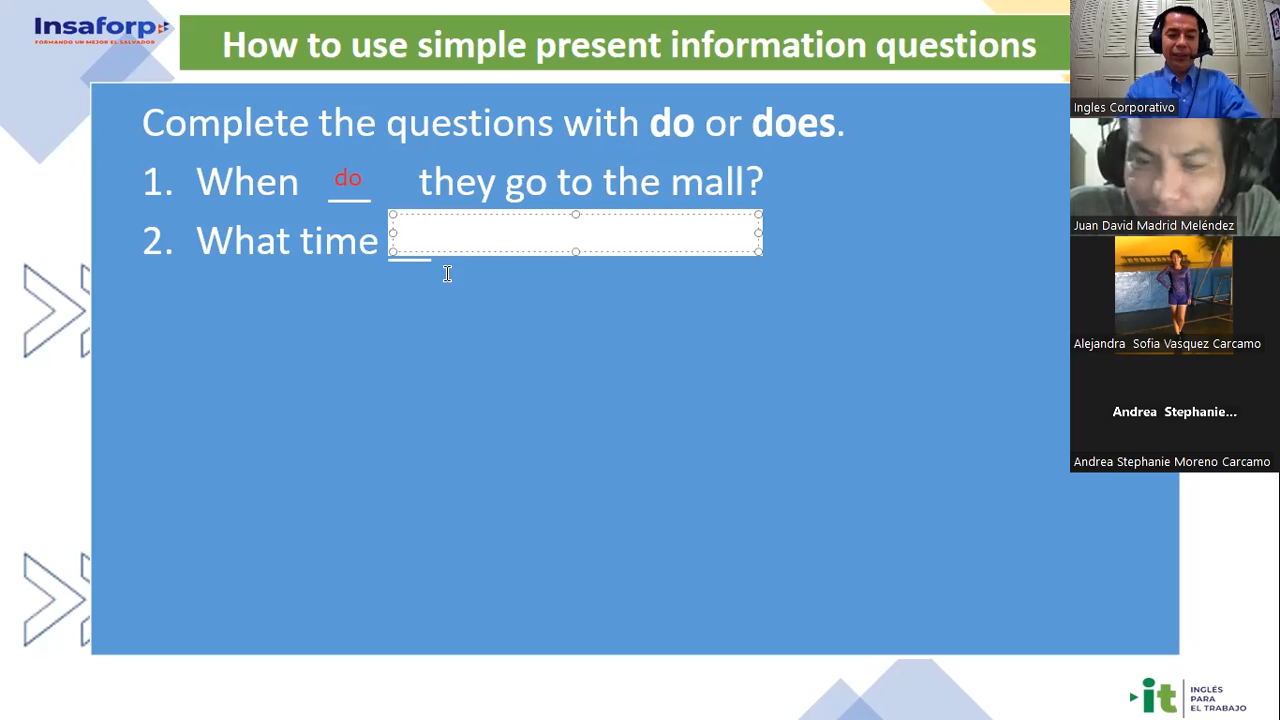 Insaforp
FORMANDO UN MEJOR EL SALVADOR
How to use simple present information questions
Complete the questions with do or does.
1. When do they go to the mall?
2. What time __
Ingles Corporativo
Juan David Madrid Meléndez
Alejandra Sofia Vasquez Carcamo
Andrea Stephanie...
Andrea Stephanie Moreno Carcamo
it INGLÉS
PARA
EL TRABAJO